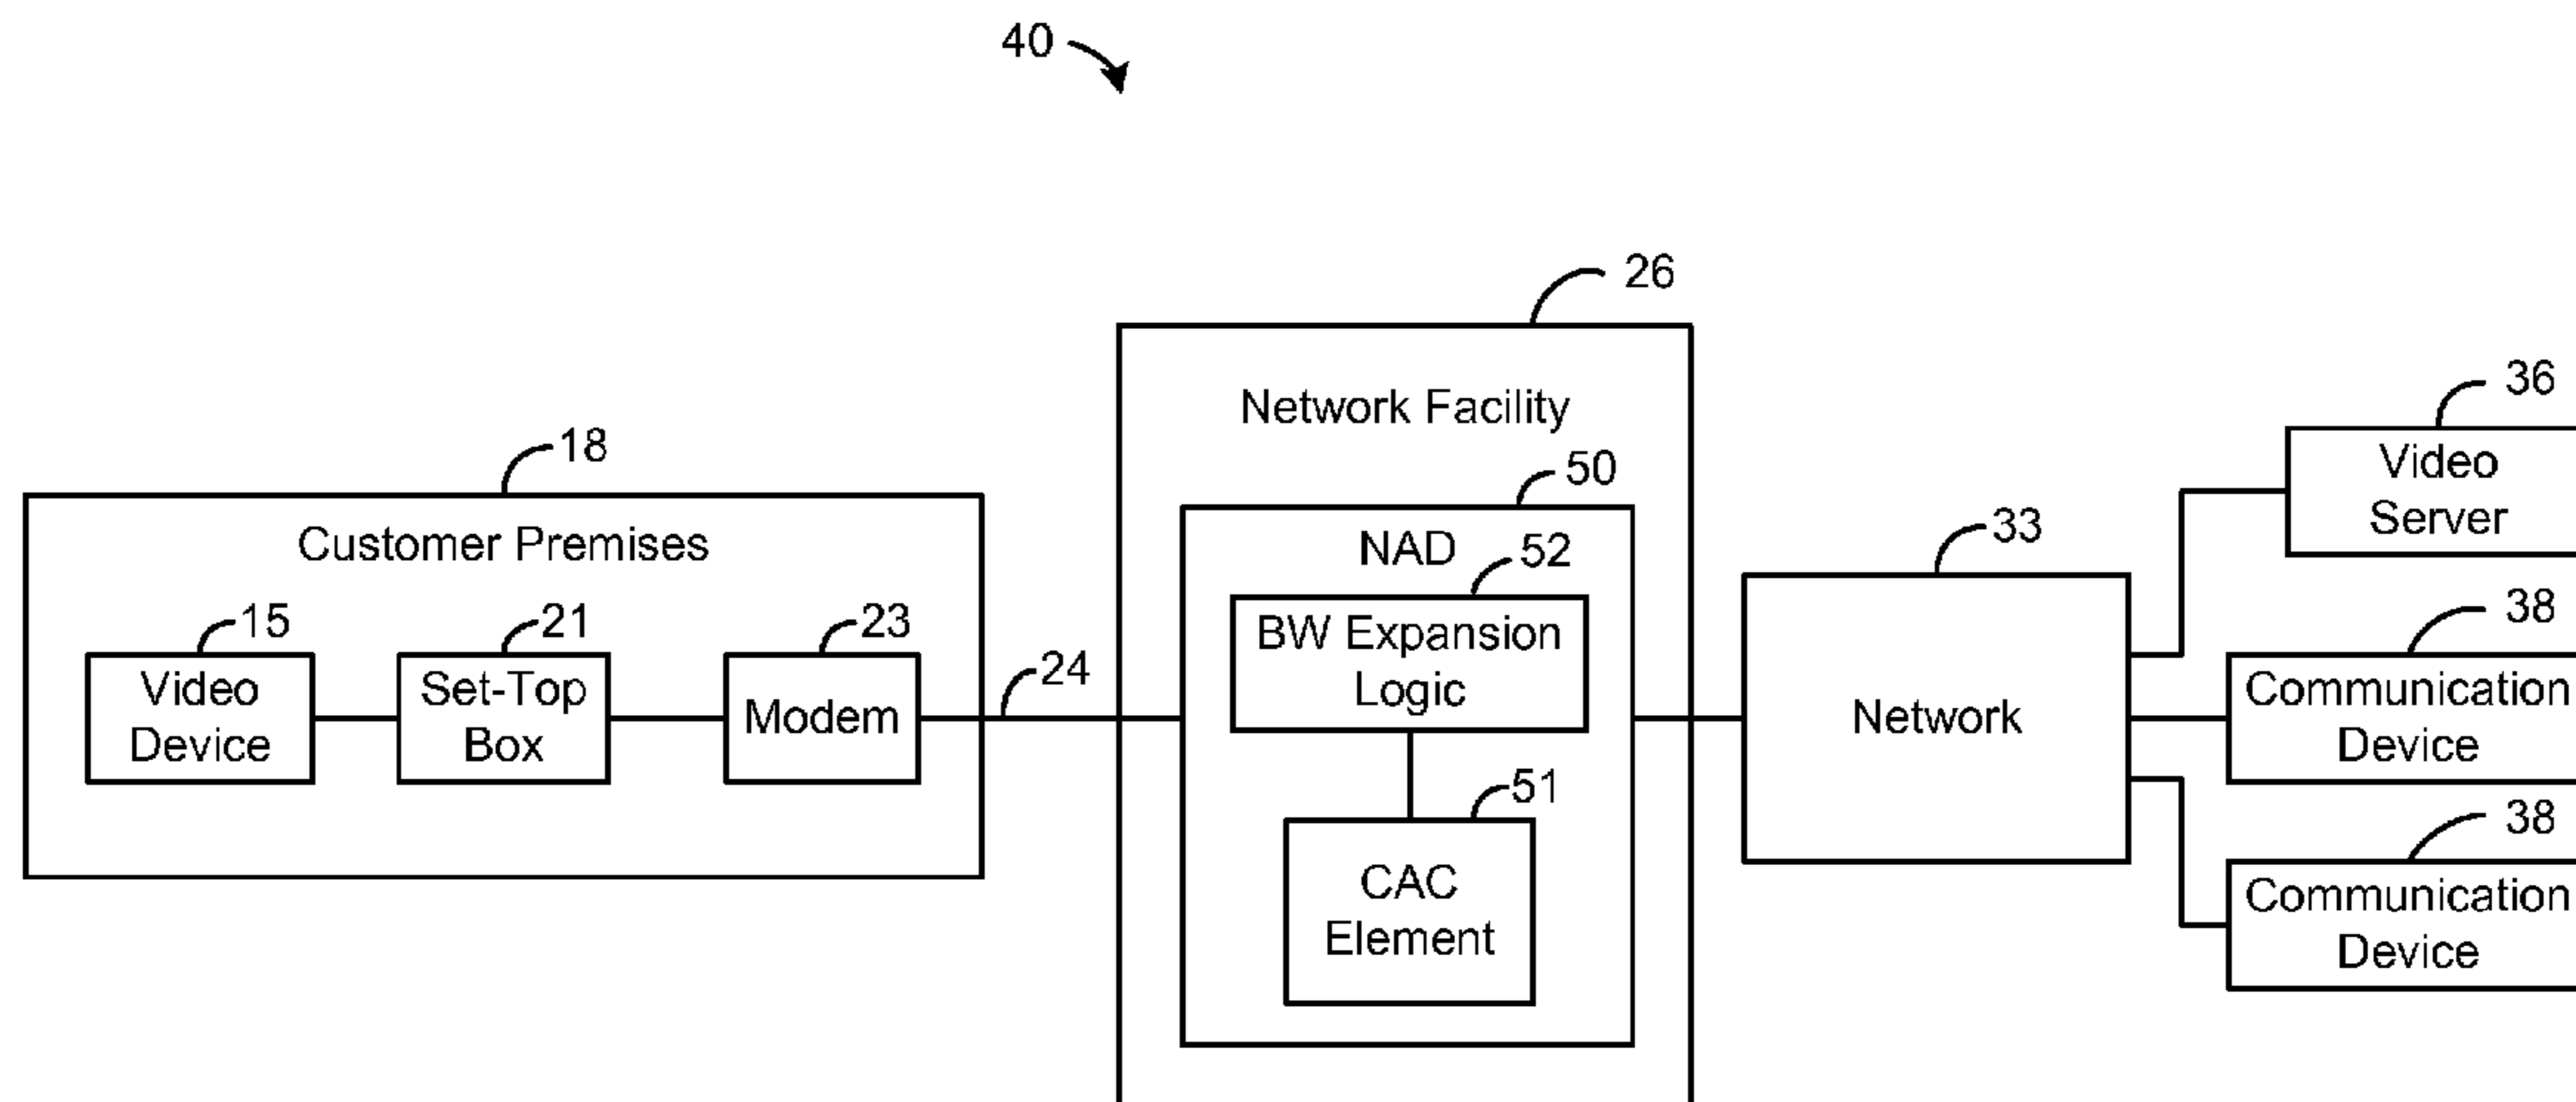 40
26
Network Facility
36
Video
Server
18
Customer Premises
50
NAD
52
BW Expansion
Logic
33
Network
38
Communication
Device
15
Video
Device
21
Set-Top
Box
23
Modem
24
51
CAC
Element
38
Communication
Device